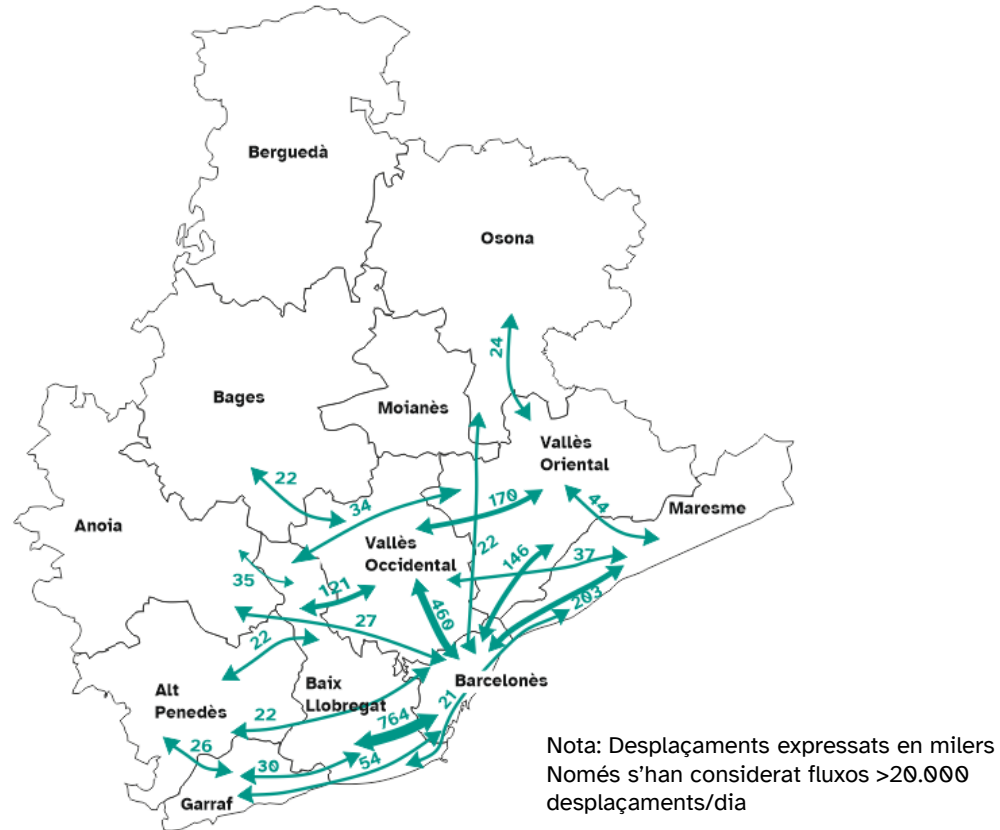 Berguedà
Osona
24
Bages
Moianès
Vallès
Oriental
22
34
170
44
Maresme
Anoia
Vallès
Occidental
22
146
37
35
121
460
203
27
22
Barcelonès
Alt
Penedès
Baix
Llobregat
21
22
764
26
30
54
Garraf
Nota: Desplaçaments expressats en milers
Només s’han considerat fluxos >20.000
desplaçaments/dia